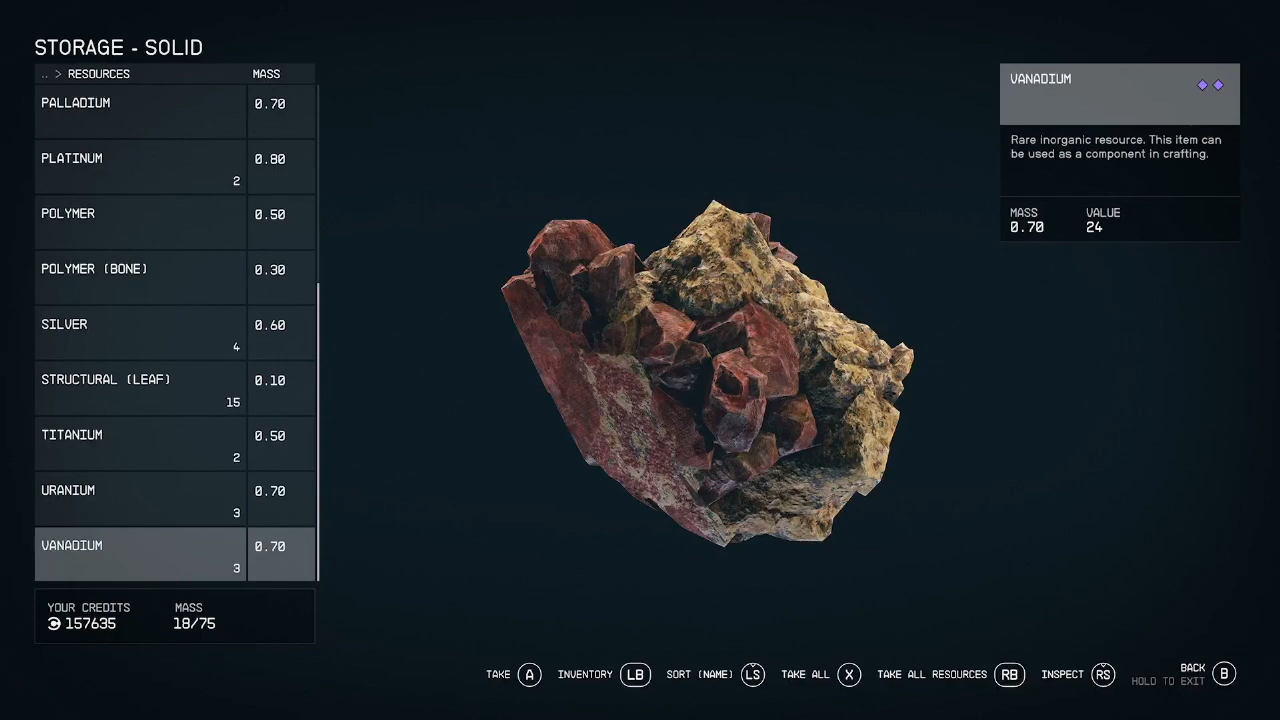 STORAGE - SOLID
.. > RESOURCES MASS
PALLADIUM 0.70
PLATINUM 0.80
2
POLYMER 0.50
POLYMER (BONE) 0.30
SILVER 0.60
4
STRUCTURAL (LEAF) 0.10
15
TITANIUM 0.50
2
URANIUM 0.70
3
VANADIUM 0.70
3
YOUR CREDITS MASS
157635 18/75
VANADIUM
Rare inorganic resource. This item can
be used as a component in crafting.
MASS VALUE
0.70 24
TAKE A INVENTORY LB SORT (NAME) LS TAKE ALL X TAKE ALL RESOURCES RB INSPECT RS BACK B
HOLD TO EXIT